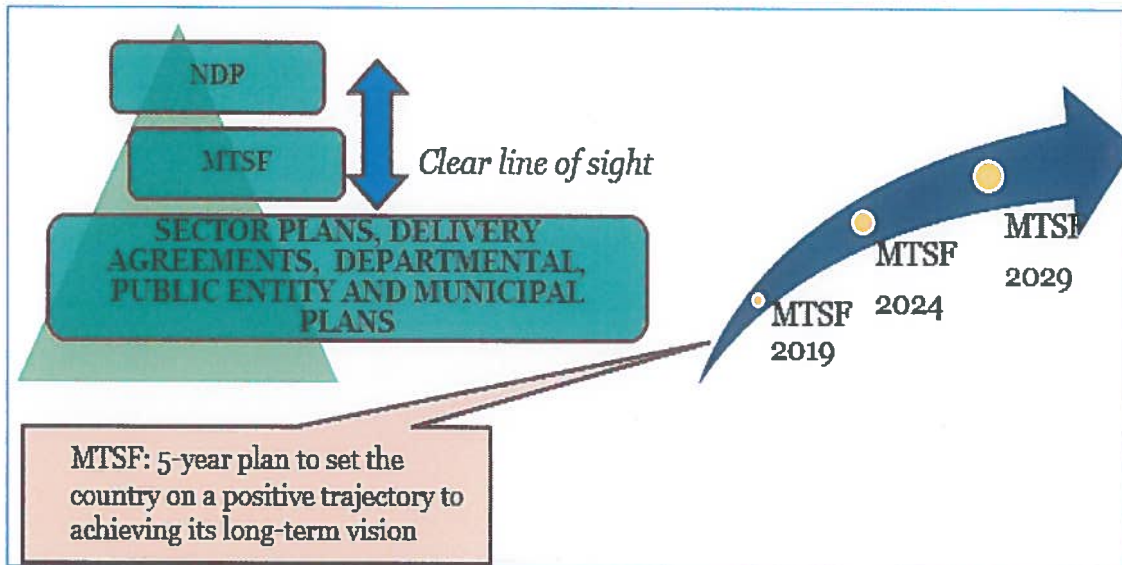 NDP
MTSF
Clear line of sight
SECTOR PLANS, DELIVERY
AGREEMENTS, DEPARTMENTAL,
PUBLIC ENTITY AND MUNICIPAL
PLANS
MTSF
2019
MTSF
2024
MTSF
2029
MTSF: 5-year plan to set the
country on a positive trajectory to
achieving its long-term vision